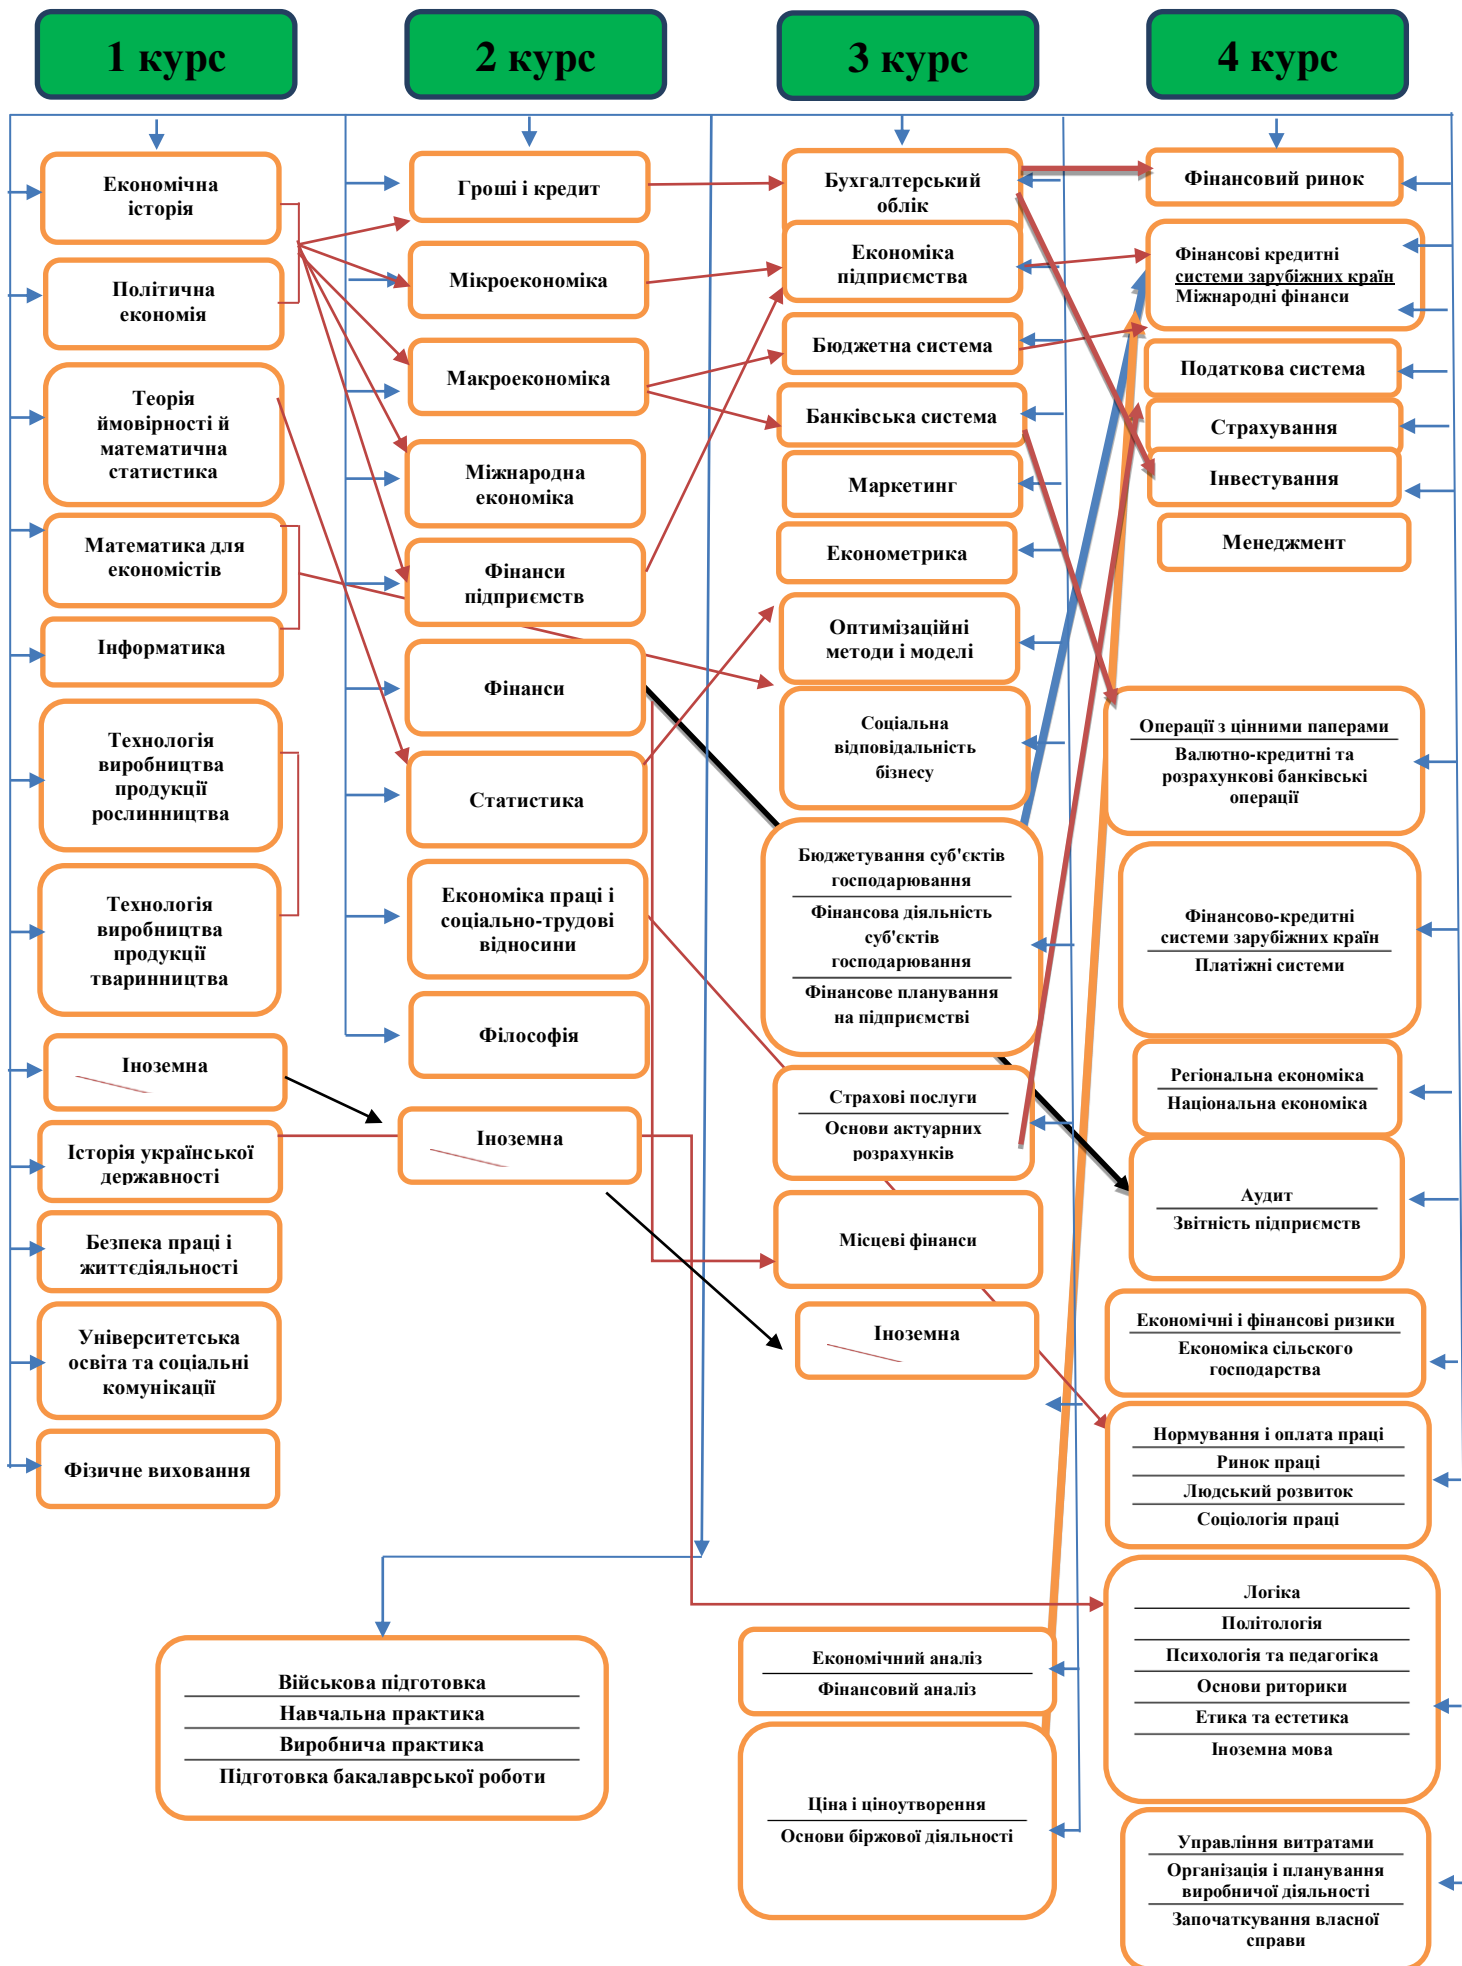 1 курс
2 курс
3 курс
4 курс
Економічна
історія
Політична
економія
Теорія
ймовірності й
математична
статистика
Математика для
економістів
Інформатика
Технологія
виробництва
продукції
рослинництва
Технологія
виробництва
продукції
тваринництва
Іноземна
Історія української
державності
Безпека праці і
життєдіяльності
Університетська
освіта та соціальні
комунікації
Фізичне виховання
Гроші і кредит
Мікроекономіка
Макроекономіка
Міжнародна
економіка
Фінанси
підприємств
Фінанси
Статистика
Економіка праці і
соціально-трудові
відносини
Філософія
Іноземна
Військова підготовка
Навчальна практика
Виробнича практика
Підготовка бакалаврської роботи
Бухгалтерський
облік
Економіка
підприємства
Бюджетна система
Банківська система
Маркетинг
Економетрика
Оптимізаційні
методи і моделі
Соціальна
відповідальність
бізнесу
Бюджетування суб'єктів
господарювання
Фінансова діяльність
суб'єктів
господарювання
Фінансове планування
на підприємстві
Страхові послуги
Основи актуарних
розрахунків
Місцеві фінанси
Іноземна
Економічний аналіз
Фінансовий аналіз
Ціна і ціноутворення
Основи біржової діяльності
Фінансовий ринок
Фінансові кредитні
системи зарубіжних країн
Міжнародні фінанси
Податкова система
Страхування
Інвестування
Менеджмент
Операції з цінними паперами
Валютно-кредитні та
розрахункові банківські
операції
Фінансово-кредитні
системи зарубіжних країн
Платіжні системи
Регіональна економіка
Національна економіка
Аудит
Звітність підприємств
Економічні і фінансові ризики
Економіка сільского
господарства
Нормування і оплата праці
Ринок праці
Людський розвиток
Соціологія праці
Логіка
Політологія
Психологія та педагогіка
Основи риторики
Етика та естетика
Іноземна мова
Управління витратами
Організація і планування
виробничої діяльності
Започаткування власної
справи